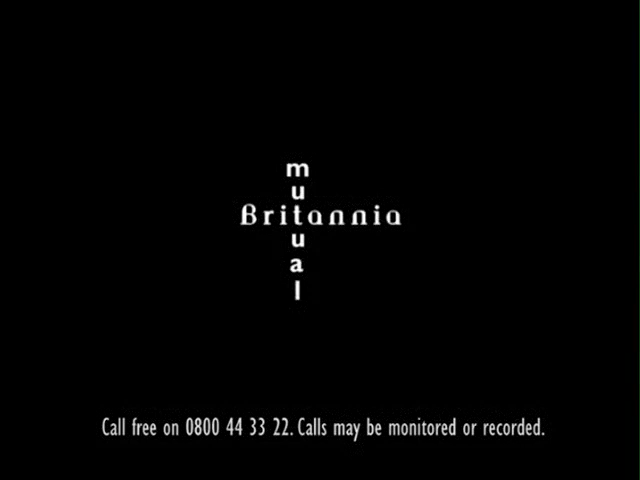 mutual
Britannia
Call free on 0800 44 33 22. Calls may be monitored or recorded.